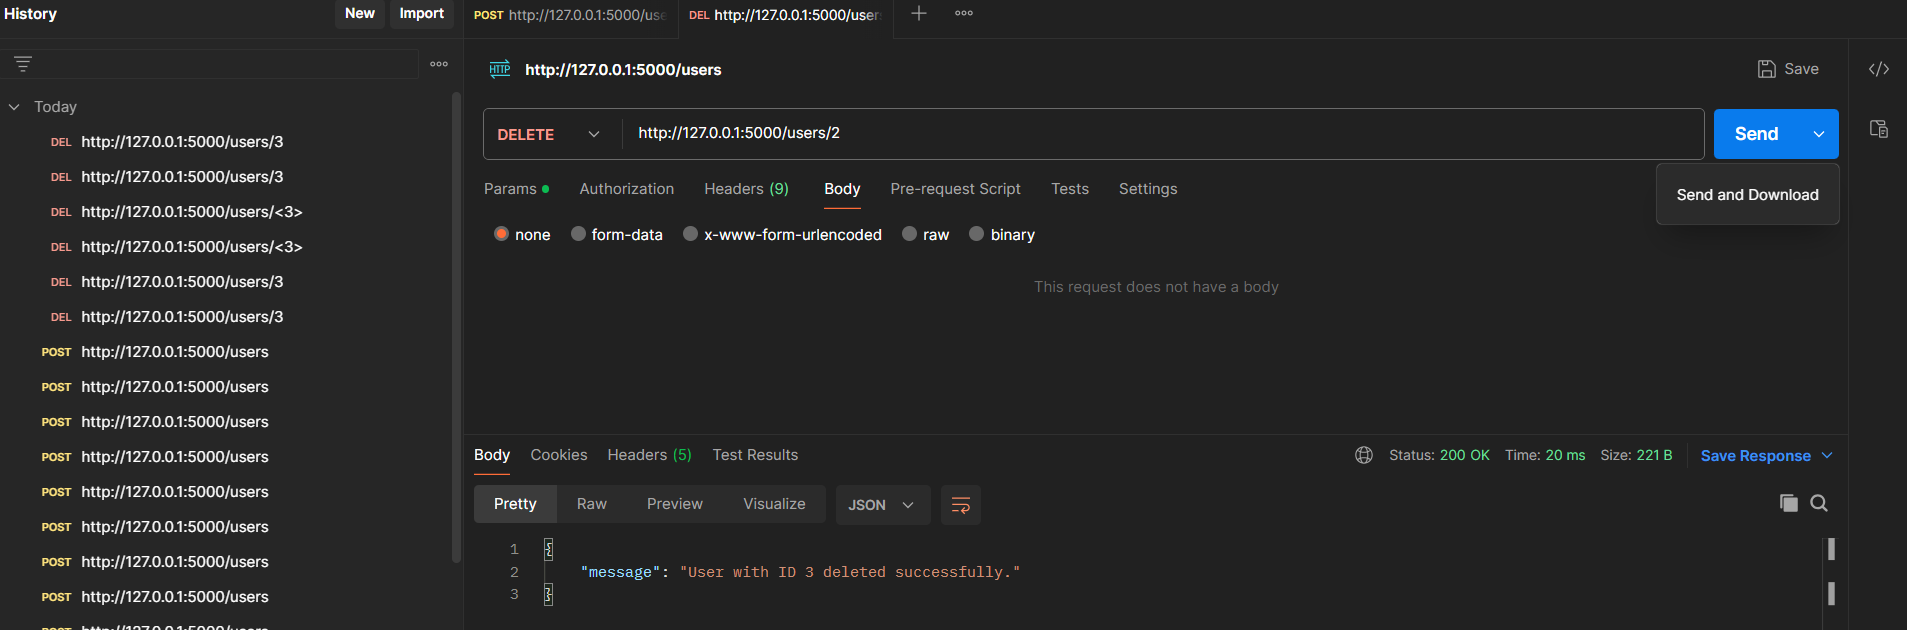 History
New
Import
POST http://127.0.0.1:5000/use
DEL http://127.0.0.1:5000/user
HTTP http://127.0.0.1:5000/users
Save
Today
DEL http://127.0.0.1:5000/users/3
DEL http://127.0.0.1:5000/users/3
DEL http://127.0.0.1:5000/users/<3>
DEL http://127.0.0.1:5000/users/<3>
DEL http://127.0.0.1:5000/users/3
DEL http://127.0.0.1:5000/users/3
POST http://127.0.0.1:5000/users
POST http://127.0.0.1:5000/users
POST http://127.0.0.1:5000/users
POST http://127.0.0.1:5000/users
POST http://127.0.0.1:5000/users
POST http://127.0.0.1:5000/users
POST http://127.0.0.1:5000/users
POST http://127.0.0.1:5000/users
POST http://127.0.0.1:5000/users
DELETE http://127.0.0.1:5000/users/2
Send
Send and Download
Params Authorization Headers (9) Body Pre-request Script Tests Settings
none form-data x-www-form-urlencoded raw binary
This request does not have a body
Body Cookies Headers (5) Test Results
Status: 200 OK Time: 20 ms Size: 221 B Save Response
Pretty Raw Preview Visualize JSON
1 {
2 "message": "User with ID 3 deleted successfully."
3 }